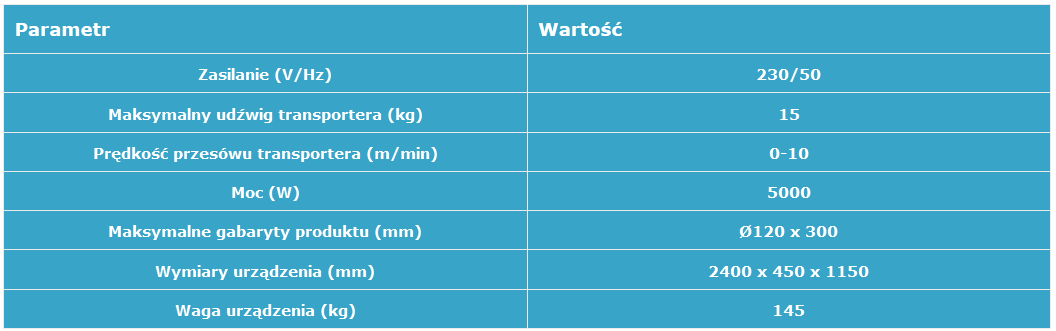 Parametr Wartość
Zasilanie (V/Hz) 230/50
Maksymalny udźwig transportera (kg) 15
Prędkość przesówu transportera (m/min) 0-10
Moc (W) 5000
Maksymalne gabaryty produktu (mm) Ø120 x 300
Wymiary urządzenia (mm) 2400 x 450 x 1150
Waga urządzenia (kg) 145